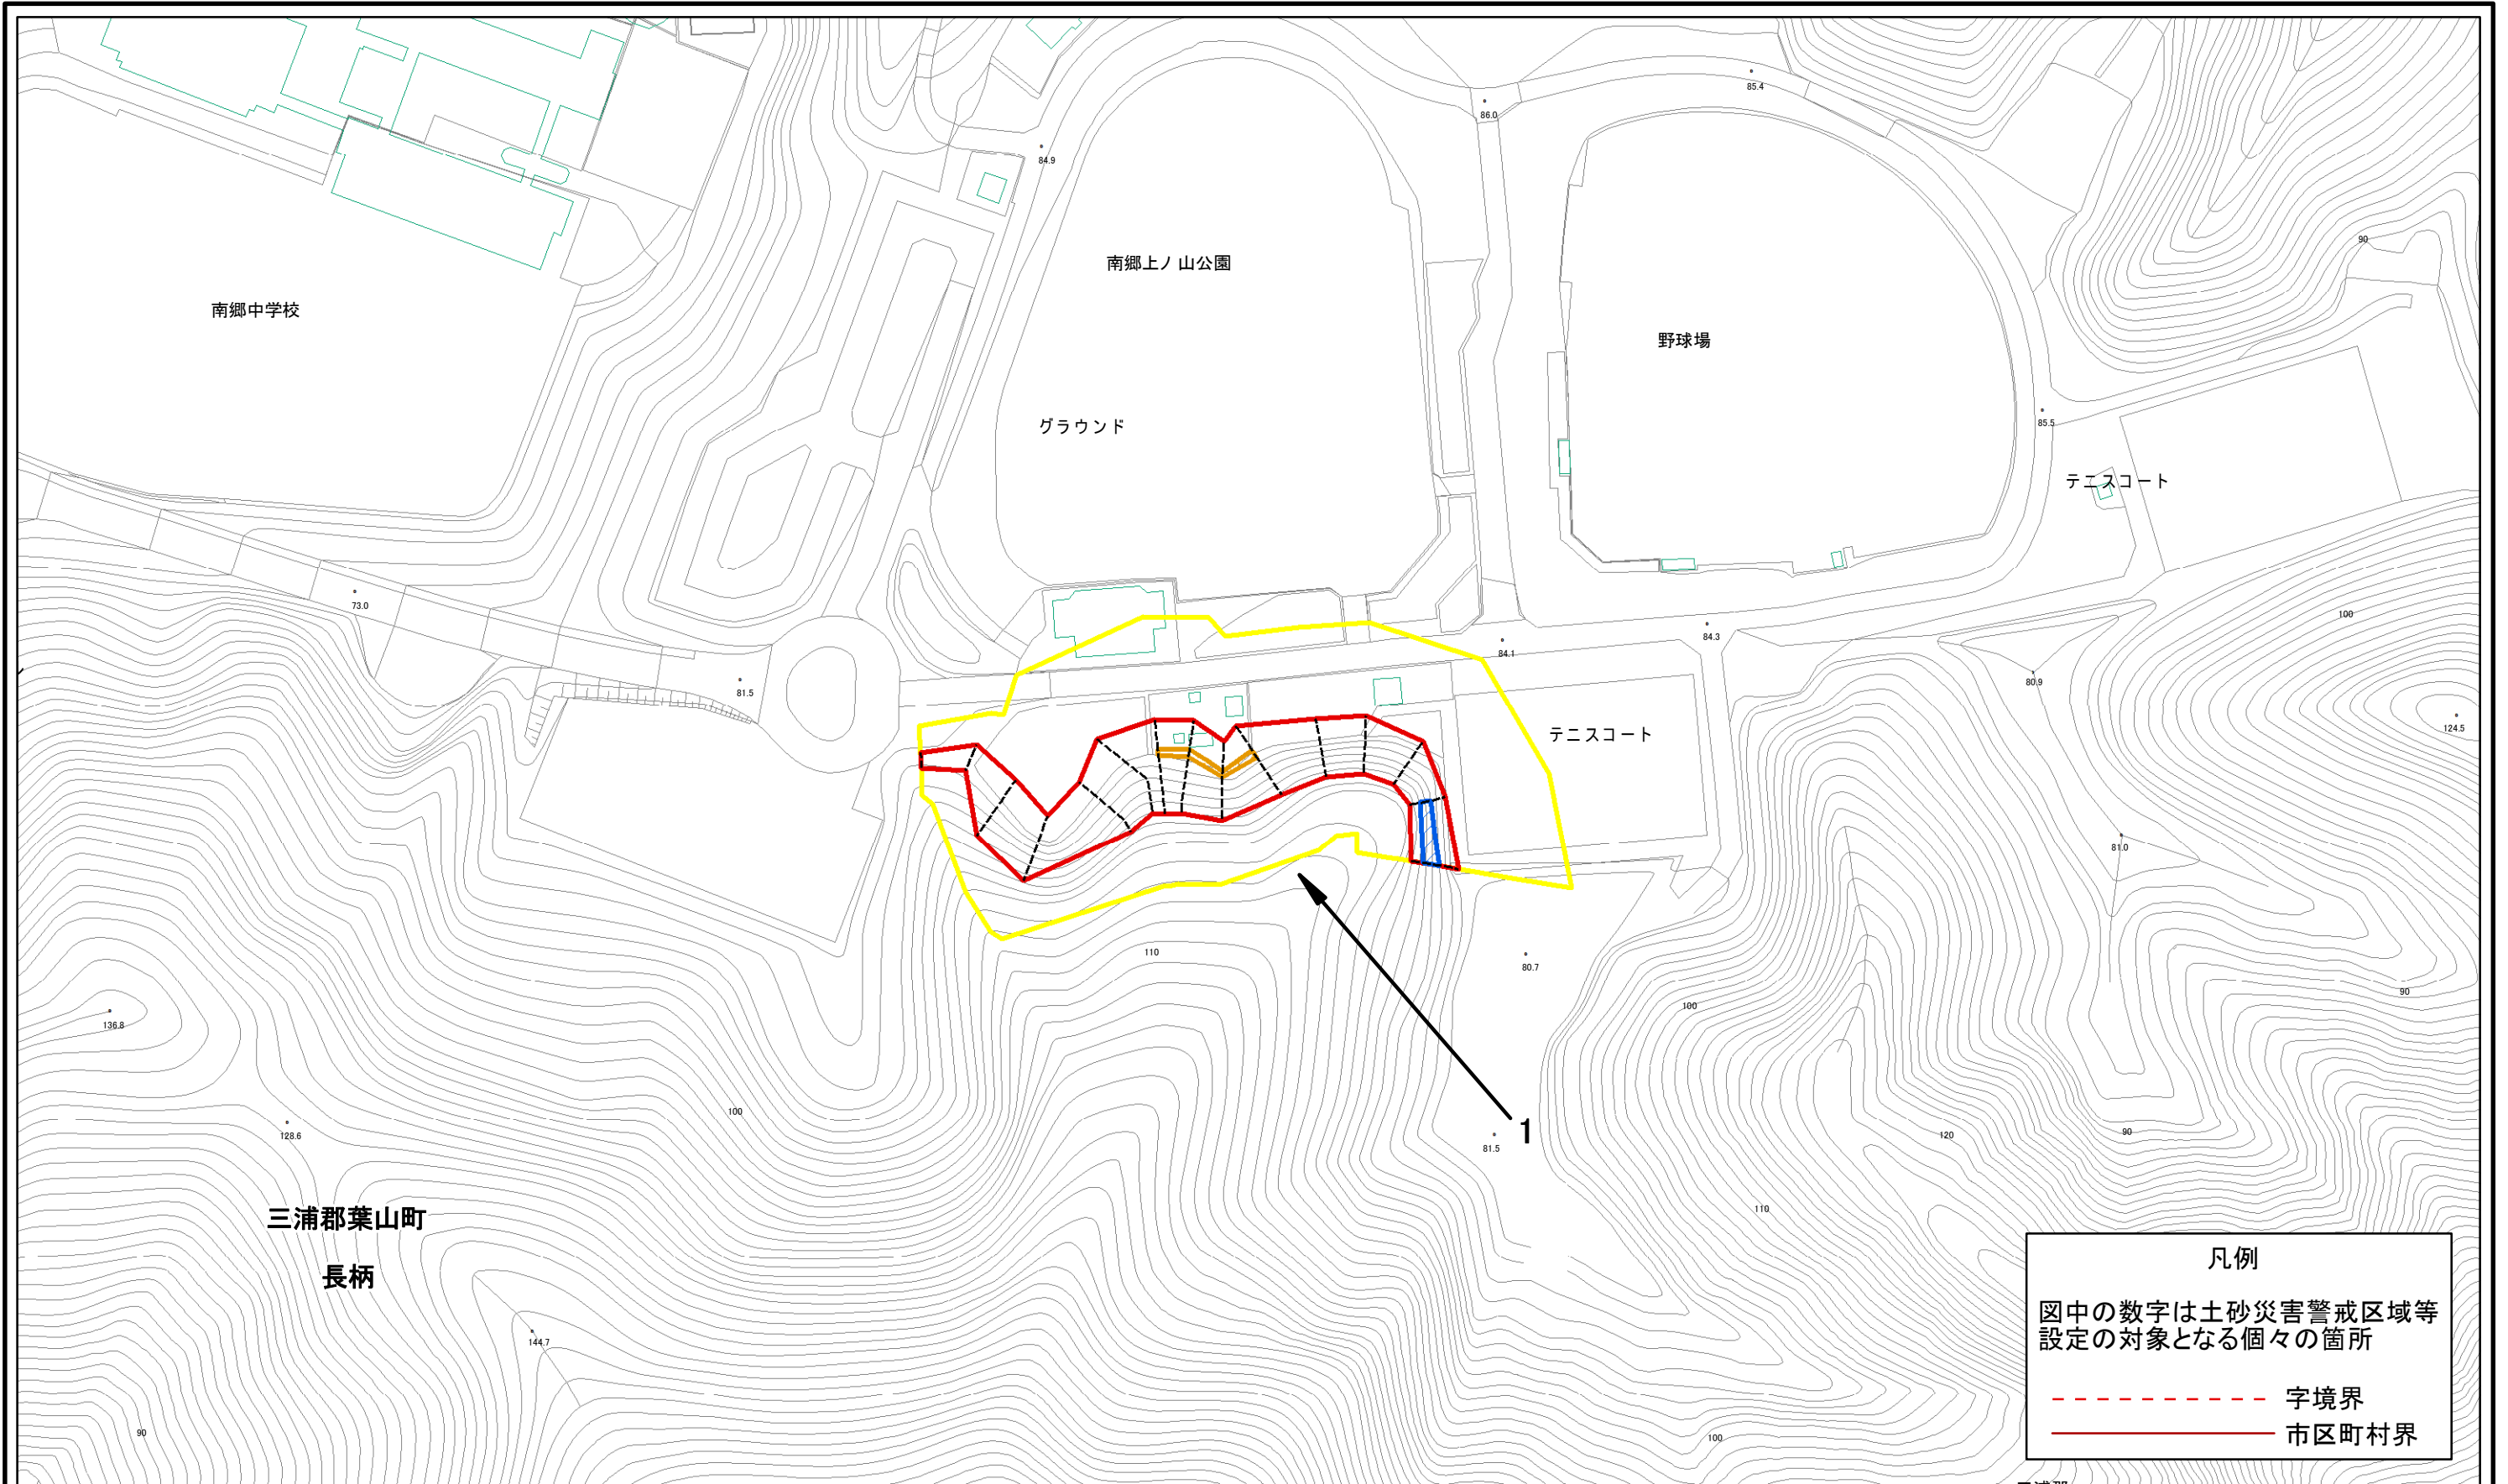 85.4
86.0
84.9
90
南郷上ノ山公園
南郷中学校
野球場
85.5
グラウンド
テニスコート
73.0
100
84.3
84.1
80.9
81.5
124.5
テニスコート
81.0
110
80.7
90
100
136.8
100
1
128.6
81.5
120
90
110
三浦郡葉山町
長柄
凡例
図中の数字は土砂災害警戒区域等
設定の対象となる個々の箇所
144.7
字境界
90
100
市区町村界